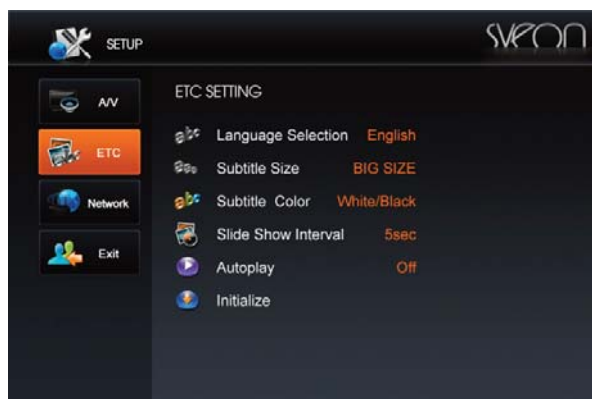 SETUP
sveon
A/V
ETC
Network
Exit
ETC SETTING
Language Selection English
Subtitle Size BIG SIZE
Subtitle Color White/Black
Slide Show Interval 5sec
Autoplay Off
Initialize